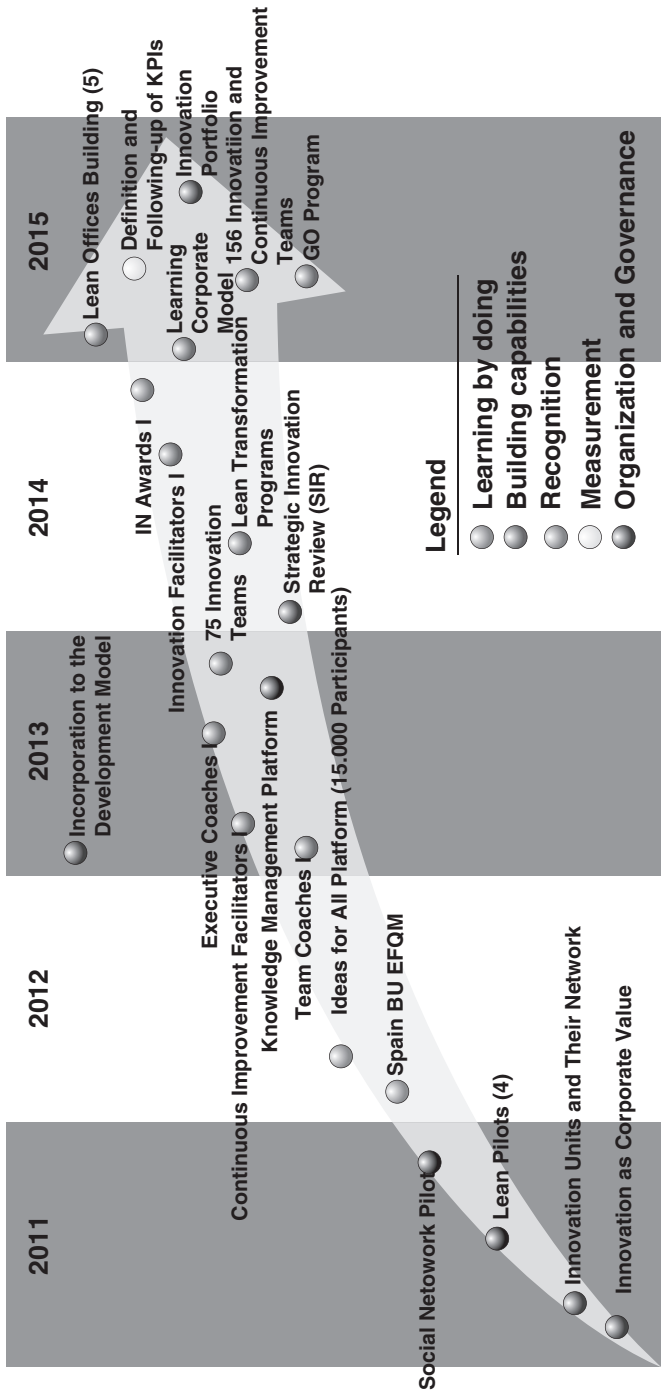 2011
2012
2013
2014
2015
Innovation as Corporate Value
Innovation Units and Their Network
Lean Pilots (4)
Social Netowork Pilot
Spain BU EFQM
Ideas for All Platform (15.000 Participants)
Team Coaches I
Knowledge Management Platform
Continuous Improvement Facilitators I
Executive Coaches I
Incorporation to the
Development Model
75 Innovation
Teams
Strategic Innovation
Review (SIR)
Lean Transformation
Programs
Innovation Facilitators I
IN Awards I
Learning
Corporate
Model
Lean Offices Building (5)
Definition and
Following-up of KPIs
Innovation
Portfolio
156 Innovatiion and
Continuous Improvement
Teams
GO Program
Legend
Learning by doing
Building capabilities
Recognition
Measurement
Organization and Governance